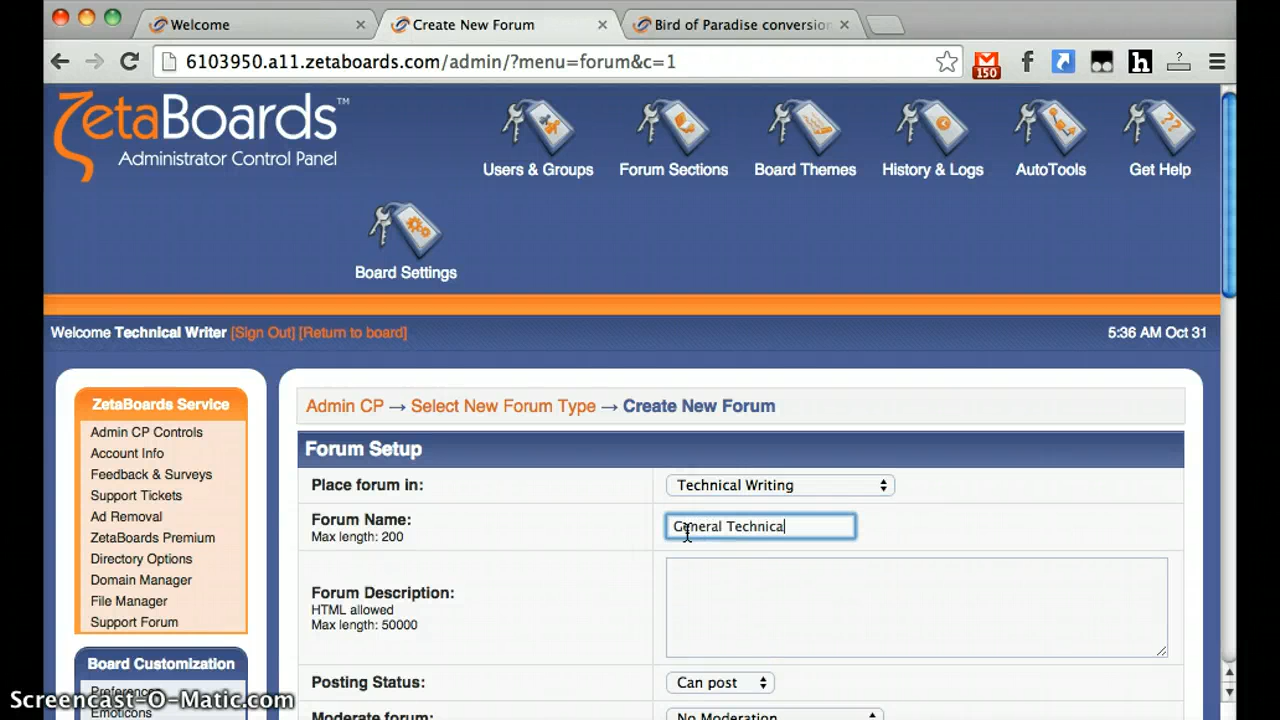 Welcome
Create New Forum
Bird of Paradise conversion
6103950.a11.zetaboards.com/admin/?menu=forum&c=1
150
ZetaBoards™
Administrator Control Panel
Users & Groups
Forum Sections
Board Themes
History & Logs
AutoTools
Get Help
Board Settings
Welcome Technical Writer [Sign Out] [Return to board]
5:36 AM Oct 31
ZetaBoards Service
Admin CP Controls
Account Info
Feedback & Surveys
Support Tickets
Ad Removal
ZetaBoards Premium
Directory Options
Domain Manager
File Manager
Support Forum
Board Customization
Preferences
Emoticons
Admin CP → Select New Forum Type → Create New Forum
Forum Setup
Place forum in:
Technical Writing
Forum Name:
Max length: 200
General Technical
Forum Description:
HTML allowed
Max length: 50000
Posting Status:
Can post
Moderate forum:
No Moderation
Screencast-O-Matic.com